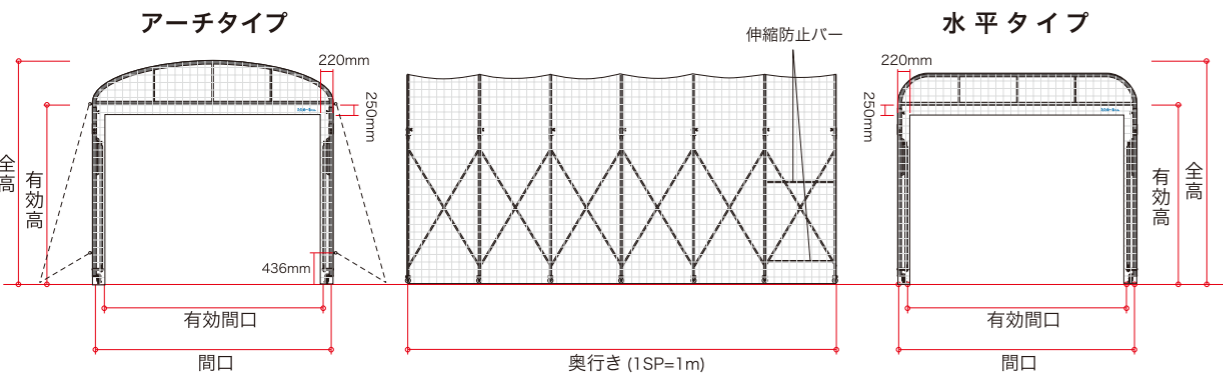 アーチタイプ
220mm
250mm
全高
有効高
436mm
有効間口
間口
伸縮防止バー
奥行き (1SP=1m)
水平タイプ
220mm
250mm
有効高
全高
有効間口
間口